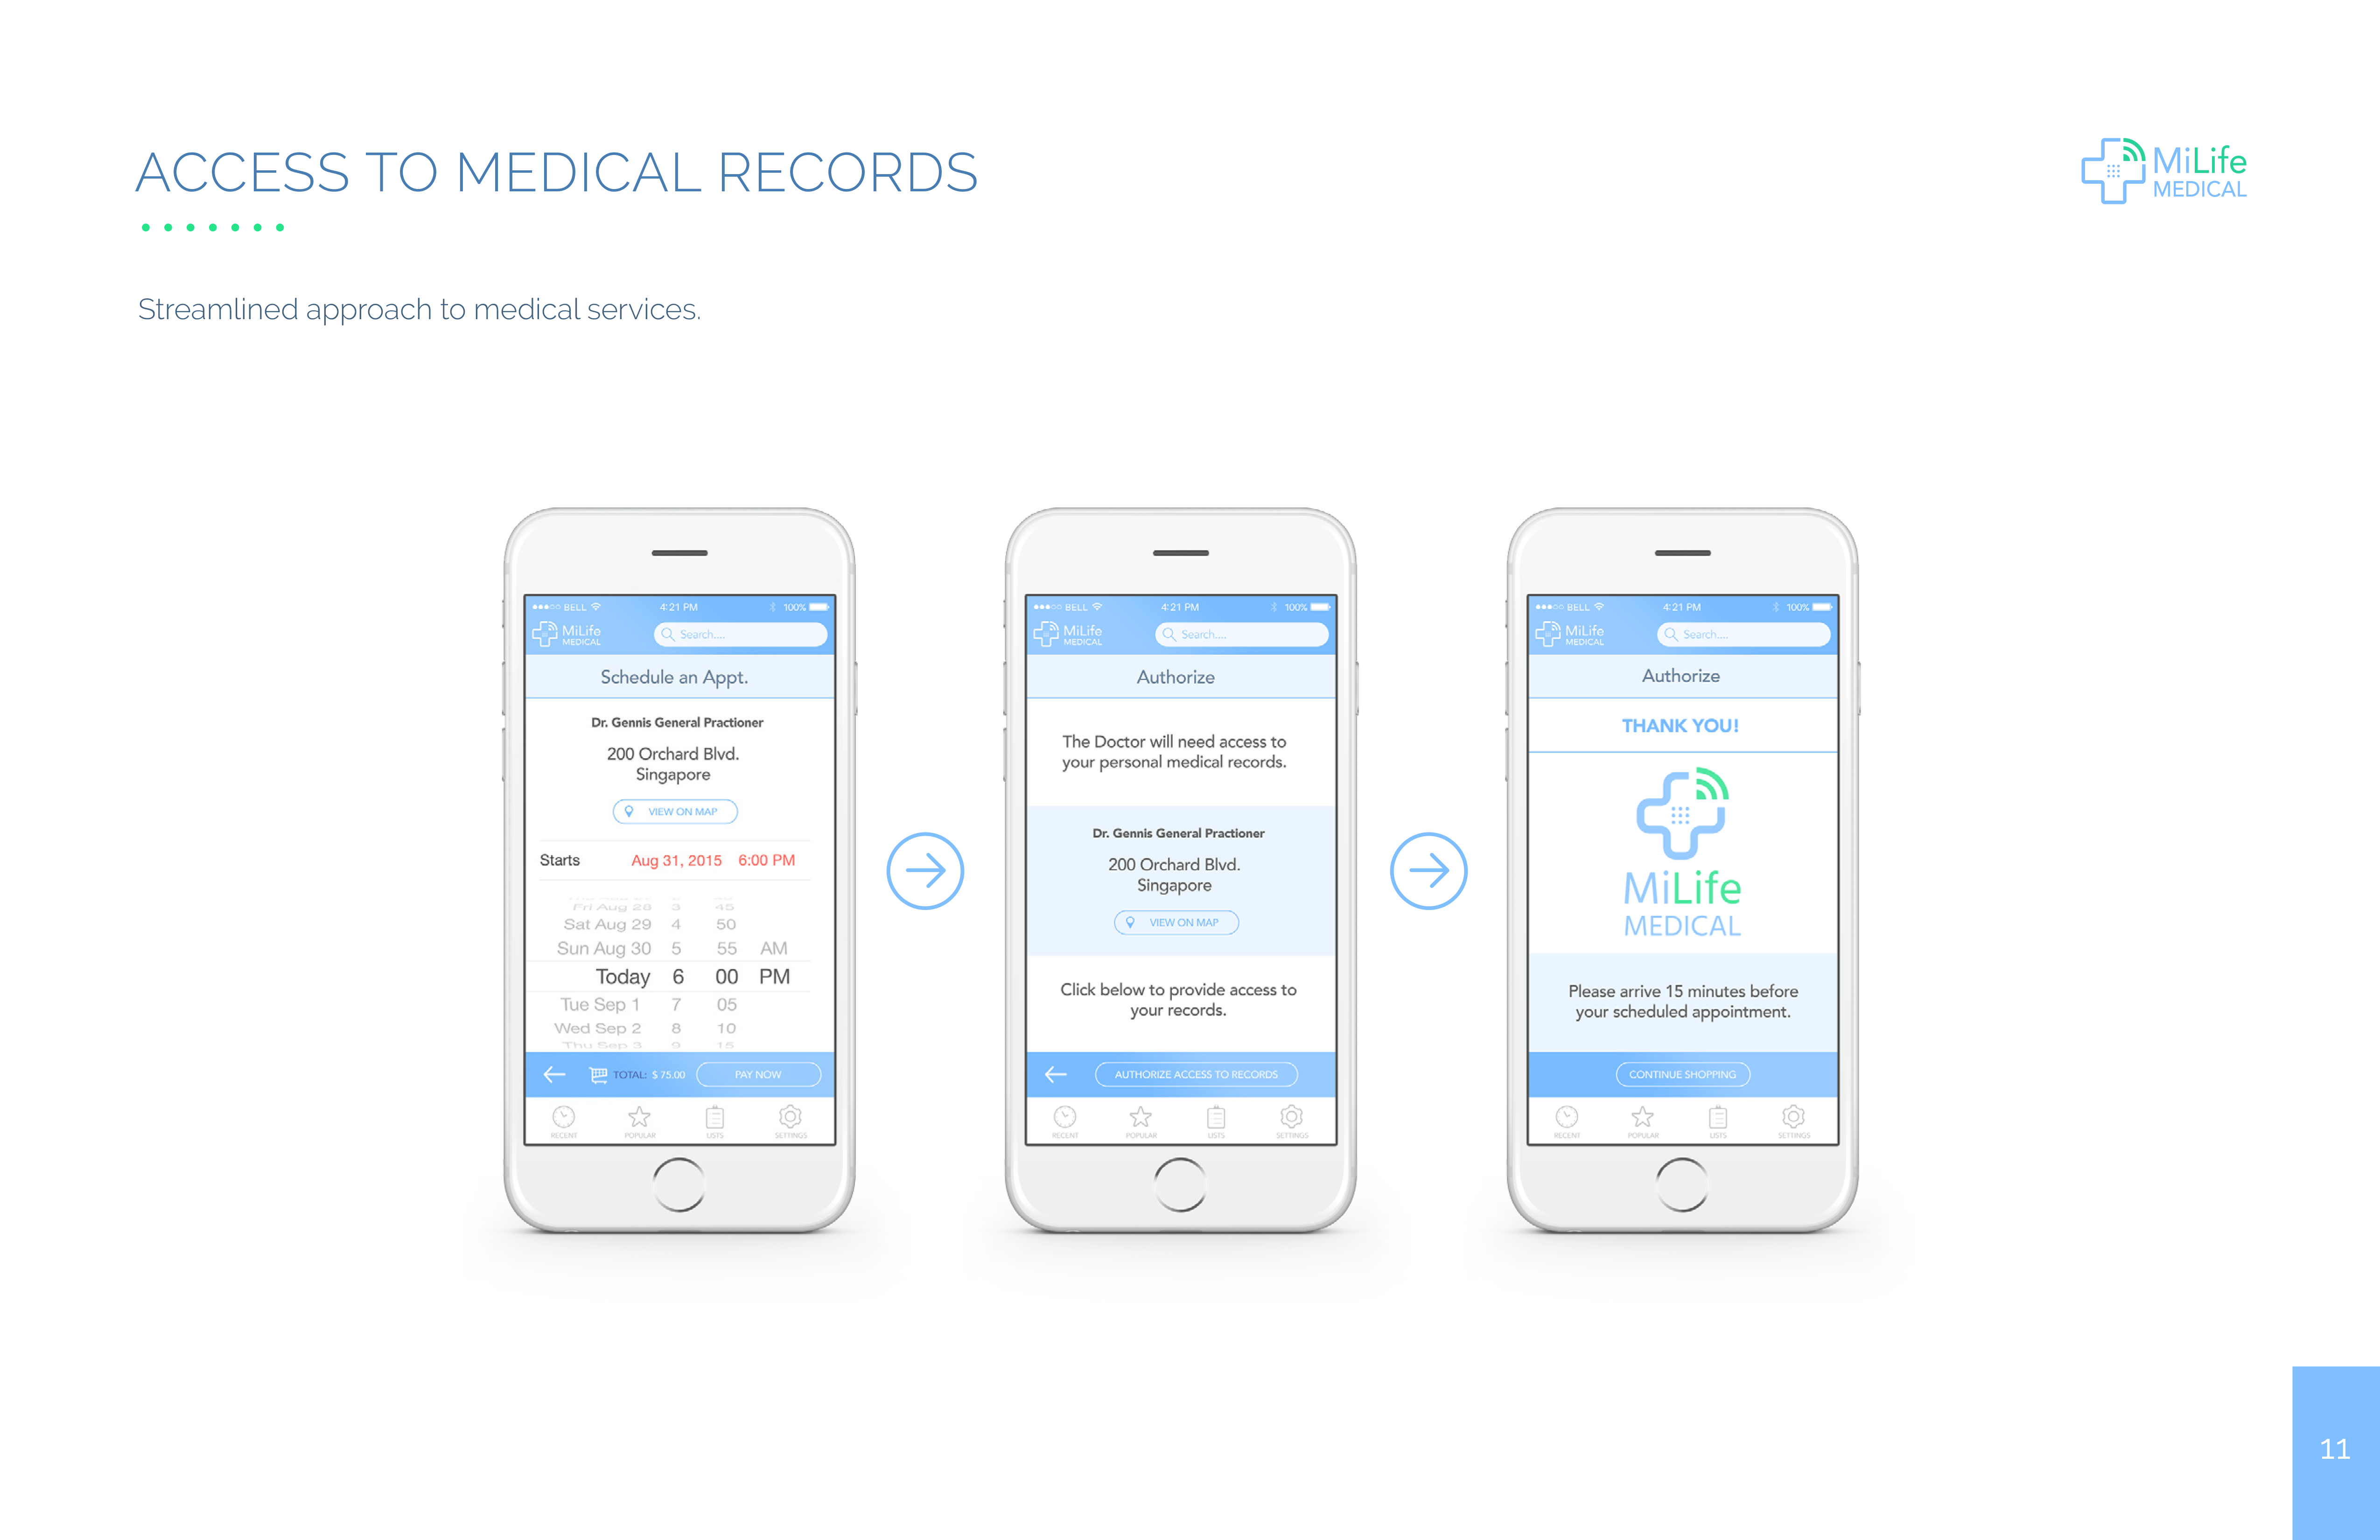 ACCESS TO MEDICAL RECORDS
MiLife
MEDICAL
Streamlined approach to medical services.
BELL 4:21 PM 100%
MiLife
MEDICAL
Search....
Schedule an Appt.
Dr. Gennis General Practioner
200 Orchard Blvd.
Singapore
VIEW ON MAP
Starts Aug 31, 2015 6:00 PM
Fri Aug 28 3 45
Sat Aug 29 4 50
Sun Aug 30 5 55 AM
Today 6 00 PM
Tue Sep 1 7 05
Wed Sep 2 8 10
Thu Sep 3 9 15
TOTAL: $ 75.00 PAY NOW
RECENT POPULAR LISTS SETTINGS
BELL 4:21 PM 100%
MiLife
MEDICAL
Search....
Authorize
The Doctor will need access to
your personal medical records.
Dr. Gennis General Practioner
200 Orchard Blvd.
Singapore
VIEW ON MAP
Click below to provide access to
your records.
AUTHORIZE ACCESS TO RECORDS
RECENT POPULAR LISTS SETTINGS
BELL 4:21 PM 100%
MiLife
MEDICAL
Search....
Authorize
THANK YOU!
MiLife
MEDICAL
Please arrive 15 minutes before
your scheduled appointment.
CONTINUE SHOPPING
RECENT POPULAR LISTS SETTINGS
11